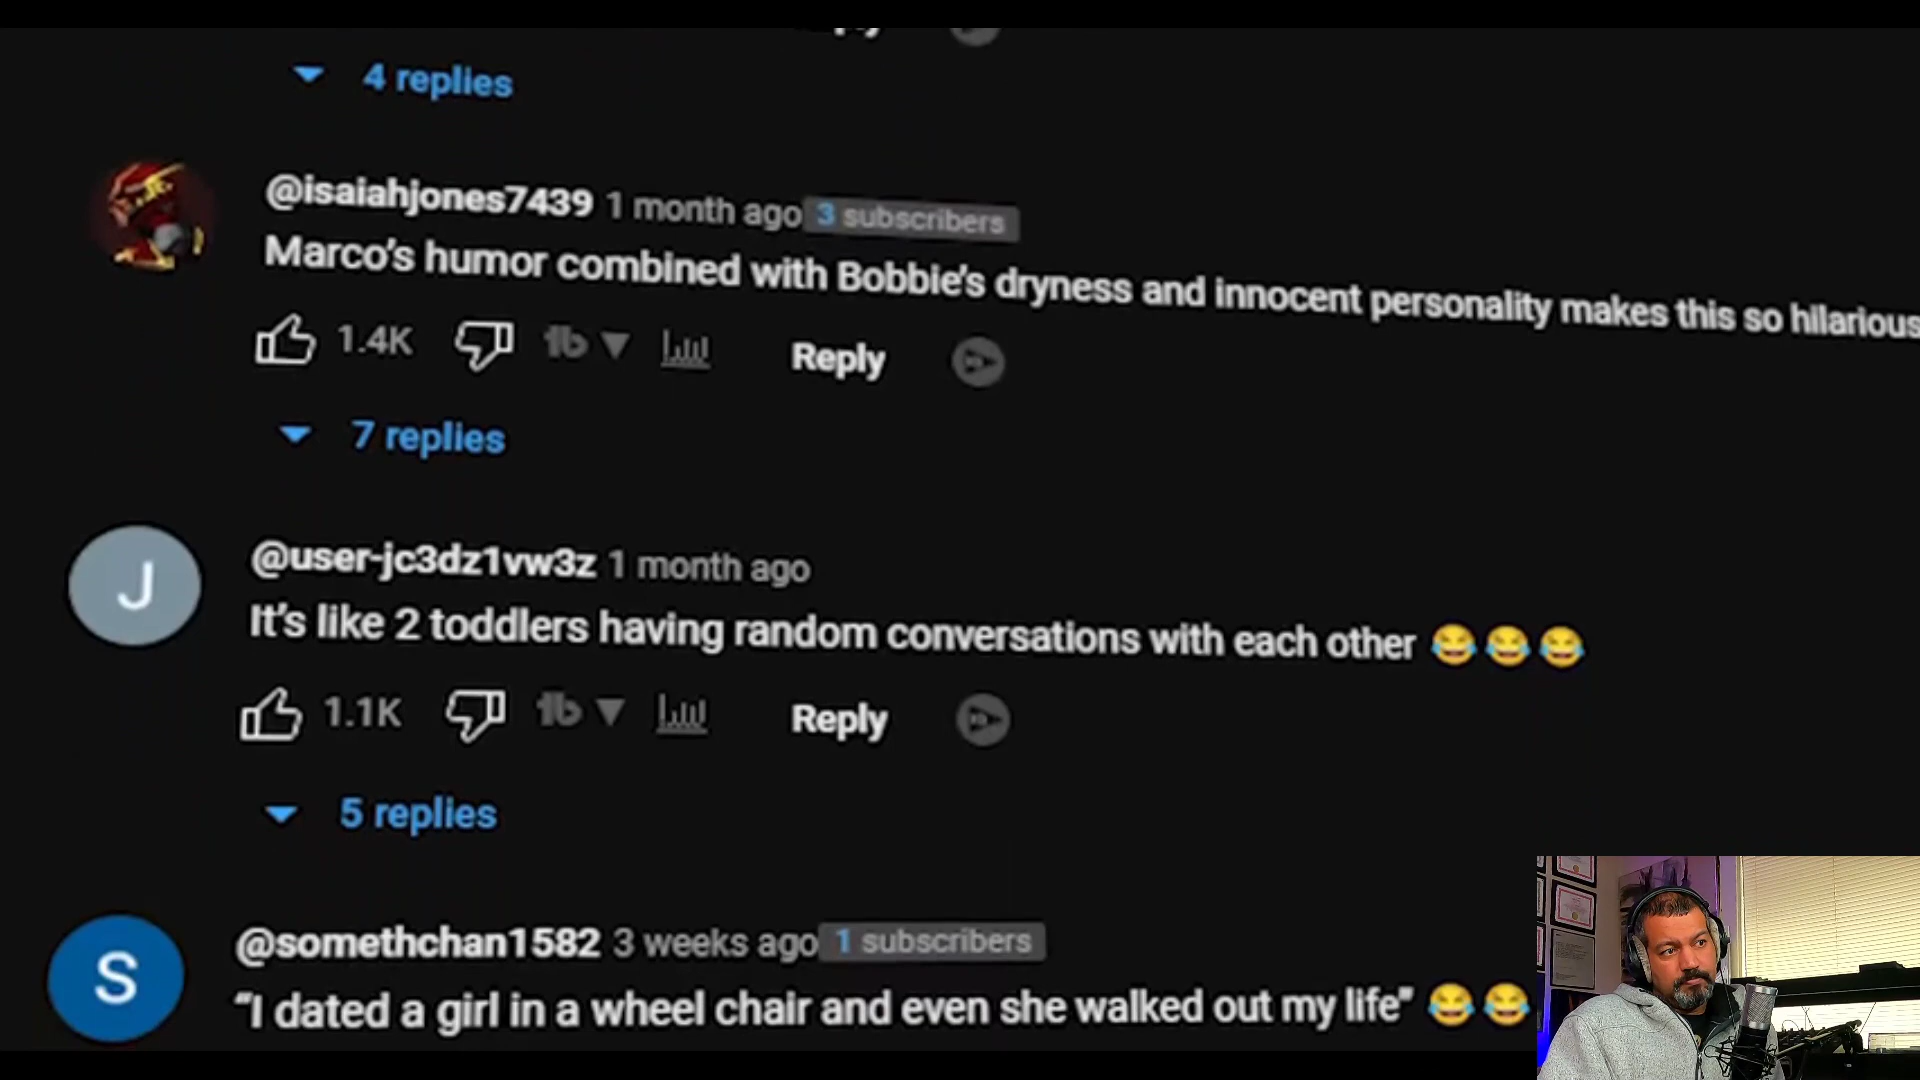 4 replies
@isaiahjones7439 1 month ago 3 subscribers
Marco's humor combined with Bobbie's dryness and innocent personality makes this so hilarious
1.4K Reply
7 replies
J
@user-jc3dz1vw3z 1 month ago
It's like 2 toddlers having random conversations with each other 😂😂😂
1.1K Reply
5 replies
S
@somethchan1582 3 weeks ago 1 subscribers
“I dated a girl in a wheel chair and even she walked out my life” 😂😂